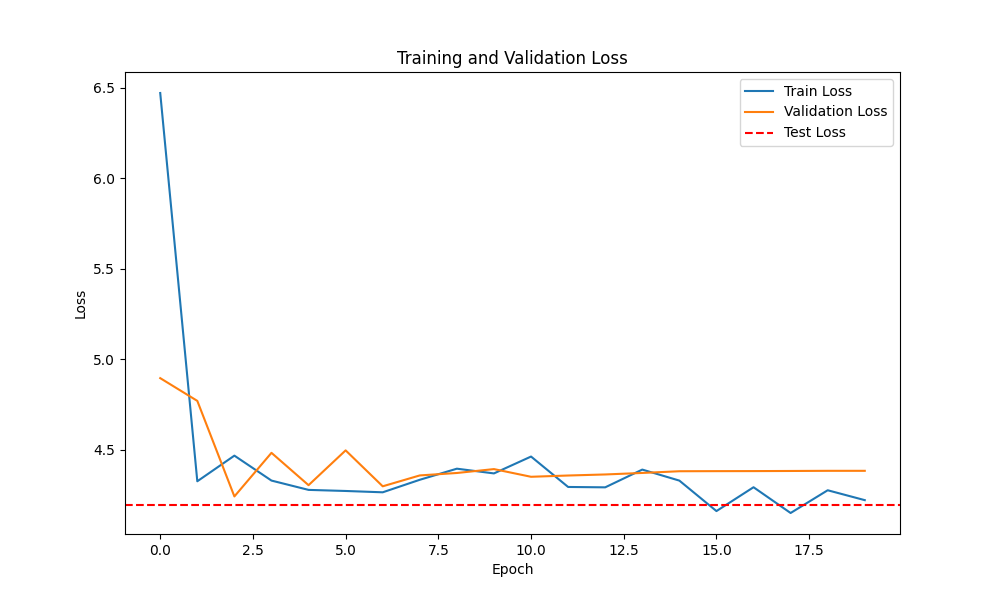 Training and Validation Loss
Train Loss
Validation Loss
Test Loss
6.5
6.0
5.5
5.0
4.5
Loss
0.0
2.5
5.0
7.5
10.0
12.5
15.0
17.5
Epoch